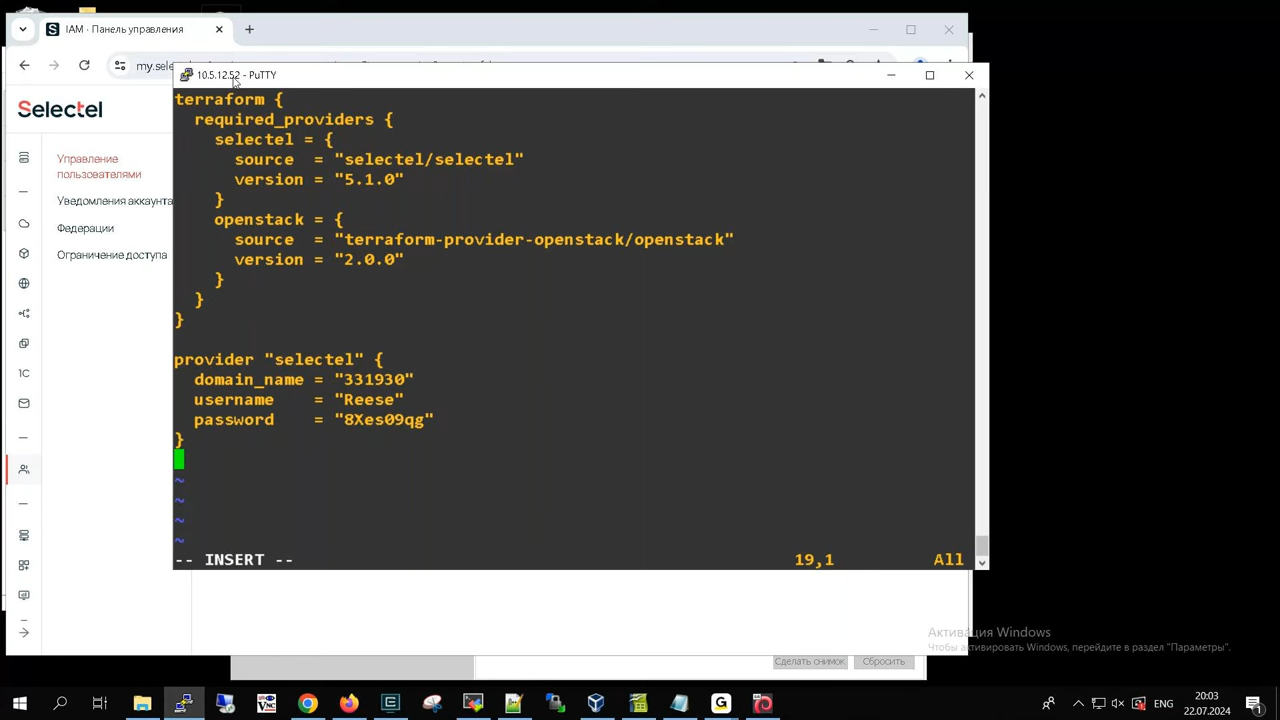 IAM · Панель управления
my.sele
10.5.12.52 - PuTTY
Selectel
Управление
пользователями
Уведомления аккаунта
Федерации
Ограничение доступа
1C
terraform {
  required_providers {
    selectel = {
      source  = "selectel/selectel"
      version = "5.1.0"
    }
    openstack = {
      source  = "terraform-provider-openstack/openstack"
      version = "2.0.0"
    }
  }
}
provider "selectel" {
  domain_name = "331930"
  username    = "Reese"
  password    = "8Xes09qg"
}
~
~
~
~
-- INSERT --
19,1
All
Активация Windows
Чтобы активировать Windows, перейдите в раздел "Параметры".
Сделать снимок
Сбросить
ENG
20:03
22.07.2024